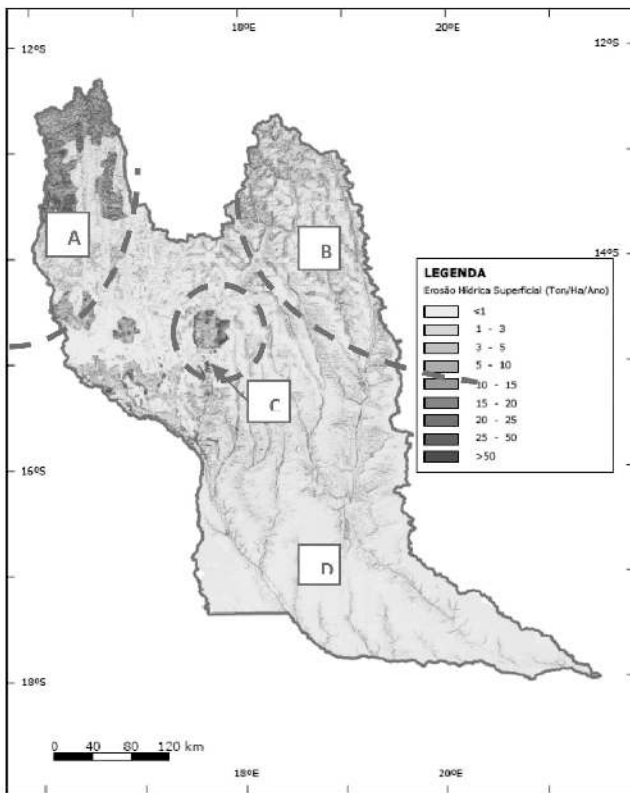 18ºE
20ºE
12ºS
12ºS
A
B
14ºS
LEGENDA
Erosão Hídrica Superficial (Ton/Ha/Ano)
≤1
1 - 3
3 - 5
5 - 10
10 - 15
15 - 20
20 - 25
25 - 50
>50
C
16ºS
D
18ºS
0 40 80 120 km
18ºE
20ºE